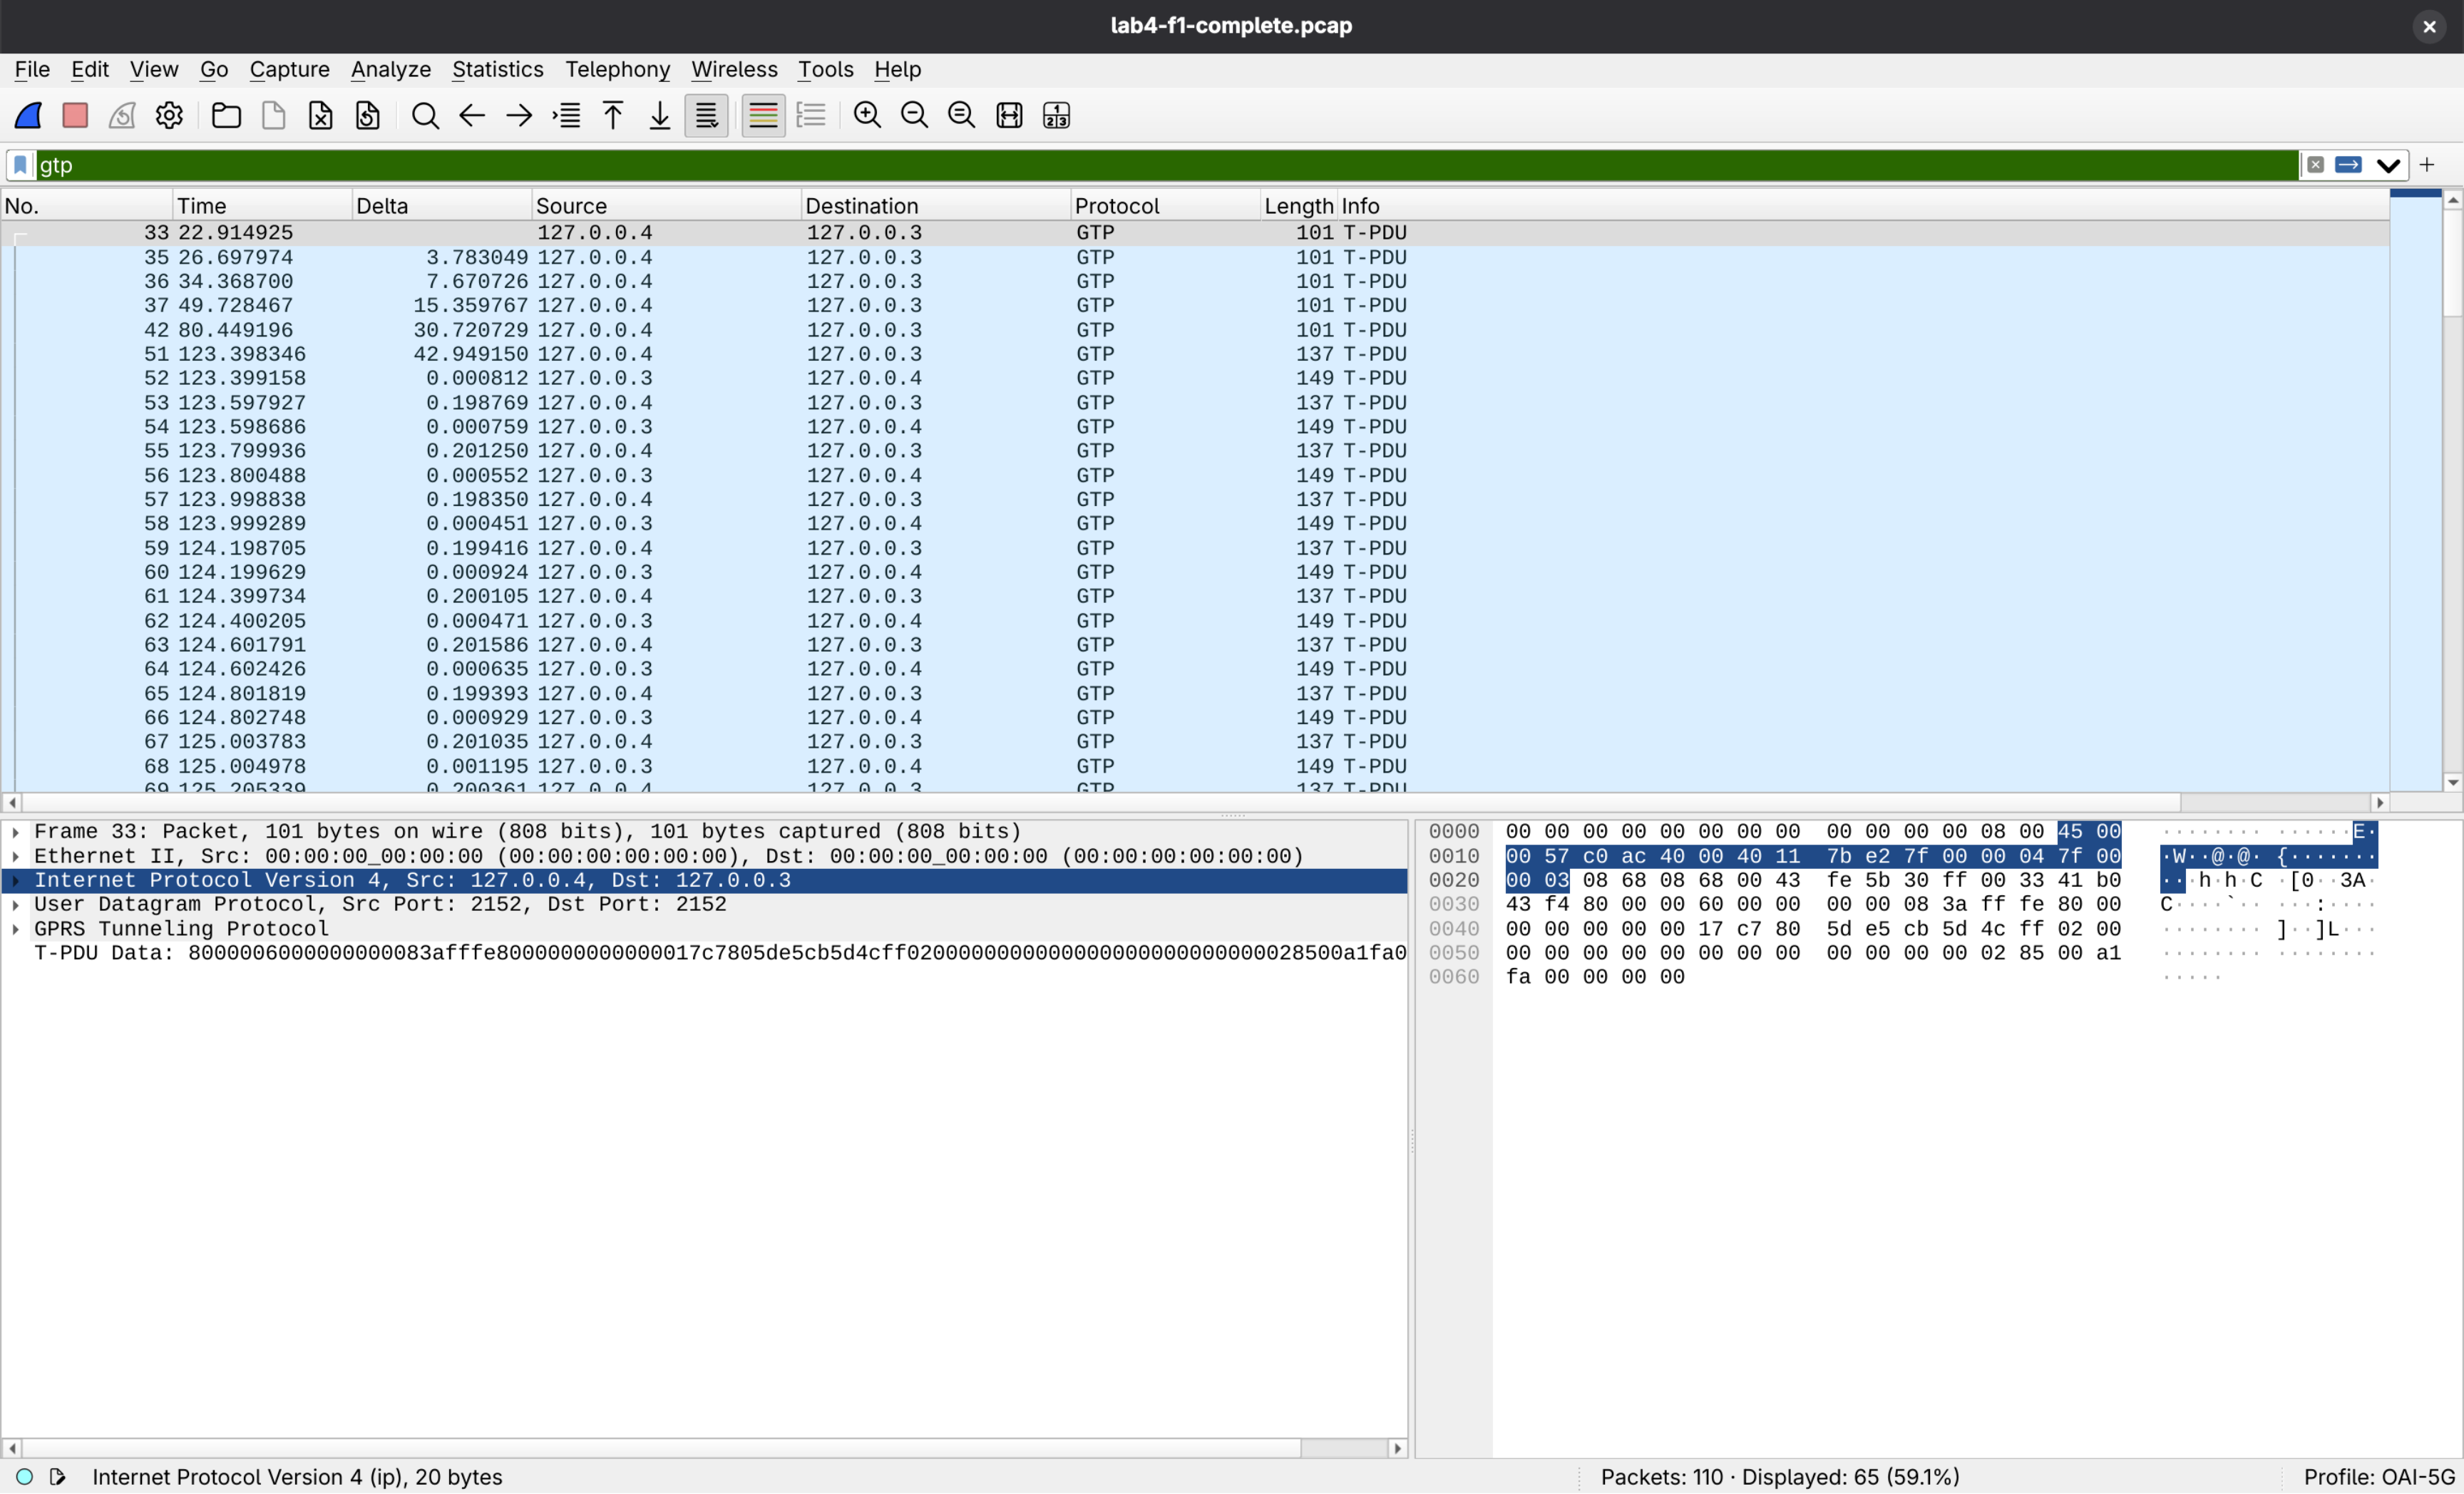 lab4-f1-complete.pcap
File Edit View Go Capture Analyze Statistics Telephony Wireless Tools Help
gtp
No. Time Delta Source Destination Protocol Length Info
33 22.914925 127.0.0.4 127.0.0.3 GTP 101 T-PDU
35 26.697974 3.783049 127.0.0.4 127.0.0.3 GTP 101 T-PDU
36 34.368700 7.670726 127.0.0.4 127.0.0.3 GTP 101 T-PDU
37 49.728467 15.359767 127.0.0.4 127.0.0.3 GTP 101 T-PDU
42 80.449196 30.720729 127.0.0.4 127.0.0.3 GTP 101 T-PDU
51 123.398346 42.949150 127.0.0.4 127.0.0.3 GTP 137 T-PDU
52 123.399158 0.000812 127.0.0.3 127.0.0.4 GTP 149 T-PDU
53 123.597927 0.198769 127.0.0.4 127.0.0.3 GTP 137 T-PDU
54 123.598686 0.000759 127.0.0.3 127.0.0.4 GTP 149 T-PDU
55 123.799936 0.201250 127.0.0.4 127.0.0.3 GTP 137 T-PDU
56 123.800488 0.000552 127.0.0.3 127.0.0.4 GTP 149 T-PDU
57 123.998838 0.198350 127.0.0.4 127.0.0.3 GTP 137 T-PDU
58 123.999289 0.000451 127.0.0.3 127.0.0.4 GTP 149 T-PDU
59 124.198705 0.199416 127.0.0.4 127.0.0.3 GTP 137 T-PDU
60 124.199629 0.000924 127.0.0.3 127.0.0.4 GTP 149 T-PDU
61 124.399734 0.200105 127.0.0.4 127.0.0.3 GTP 137 T-PDU
62 124.400205 0.000471 127.0.0.3 127.0.0.4 GTP 149 T-PDU
63 124.601791 0.201586 127.0.0.4 127.0.0.3 GTP 137 T-PDU
64 124.602426 0.000635 127.0.0.3 127.0.0.4 GTP 149 T-PDU
65 124.801819 0.199393 127.0.0.4 127.0.0.3 GTP 137 T-PDU
66 124.802748 0.000929 127.0.0.3 127.0.0.4 GTP 149 T-PDU
67 125.003783 0.201035 127.0.0.4 127.0.0.3 GTP 137 T-PDU
68 125.004978 0.001195 127.0.0.3 127.0.0.4 GTP 149 T-PDU
69 125.205339 0.200361 127.0.0.4 127.0.0.3 GTP 137 T-PDU
Frame 33: Packet, 101 bytes on wire (808 bits), 101 bytes captured (808 bits)
Ethernet II, Src: 00:00:00_00:00:00 (00:00:00:00:00:00), Dst: 00:00:00_00:00:00 (00:00:00:00:00:00)
Internet Protocol Version 4, Src: 127.0.0.4, Dst: 127.0.0.3
User Datagram Protocol, Src Port: 2152, Dst Port: 2152
GPRS Tunneling Protocol
T-PDU Data: 8000006000000000083afffe8000000000000017c7805de5cb5d4cff02000000000000000000000000000028500a1fa0
0000 00 00 00 00 00 00 00 00 00 00 00 00 08 00 45 00 ········ ······E·
0010 00 57 c0 ac 40 00 40 11 7b e2 7f 00 00 04 7f 00 ·W··@·@· {·······
0020 00 03 08 68 08 68 00 43 fe 5b 30 ff 00 33 41 b0 ···h·h·C ·[0··3A·
0030 43 f4 80 00 00 60 00 00 00 00 08 3a ff fe 80 00 C····`·· ···:····
0040 00 00 00 00 00 17 c7 80 5d e5 cb 5d 4c ff 02 00 ········ ]··]L···
0050 00 00 00 00 00 00 00 00 00 00 00 00 02 85 00 a1 ········ ········
0060 fa 00 00 00 00 ·····
Internet Protocol Version 4 (ip), 20 bytes
Packets: 110 · Displayed: 65 (59.1%)
Profile: OAI-5G